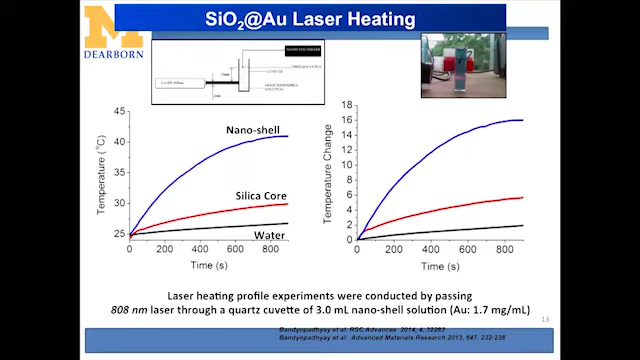 SiO2@Au Laser Heating
M
DEARBORN
CUVETTE
45
40
35
30
25
Temperature (°C)
Nano-shell
Silica Core
Water
0
200
400
600
800
Time (s)
18
16
14
12
10
8
6
4
2
0
Temperature Change
0
200
400
600
800
Time (s)
Laser heating profile experiments were conducted by passing
808 nm laser through a quartz cuvette of 3.0 mL nano-shell solution (Au: 1.7 mg/mL)
13
Bandyopadhyay et al. RSC Advances 2014, 4, 32283
Bandyopadhyay et al. Advanced Materials Research 2013, 647, 232-238